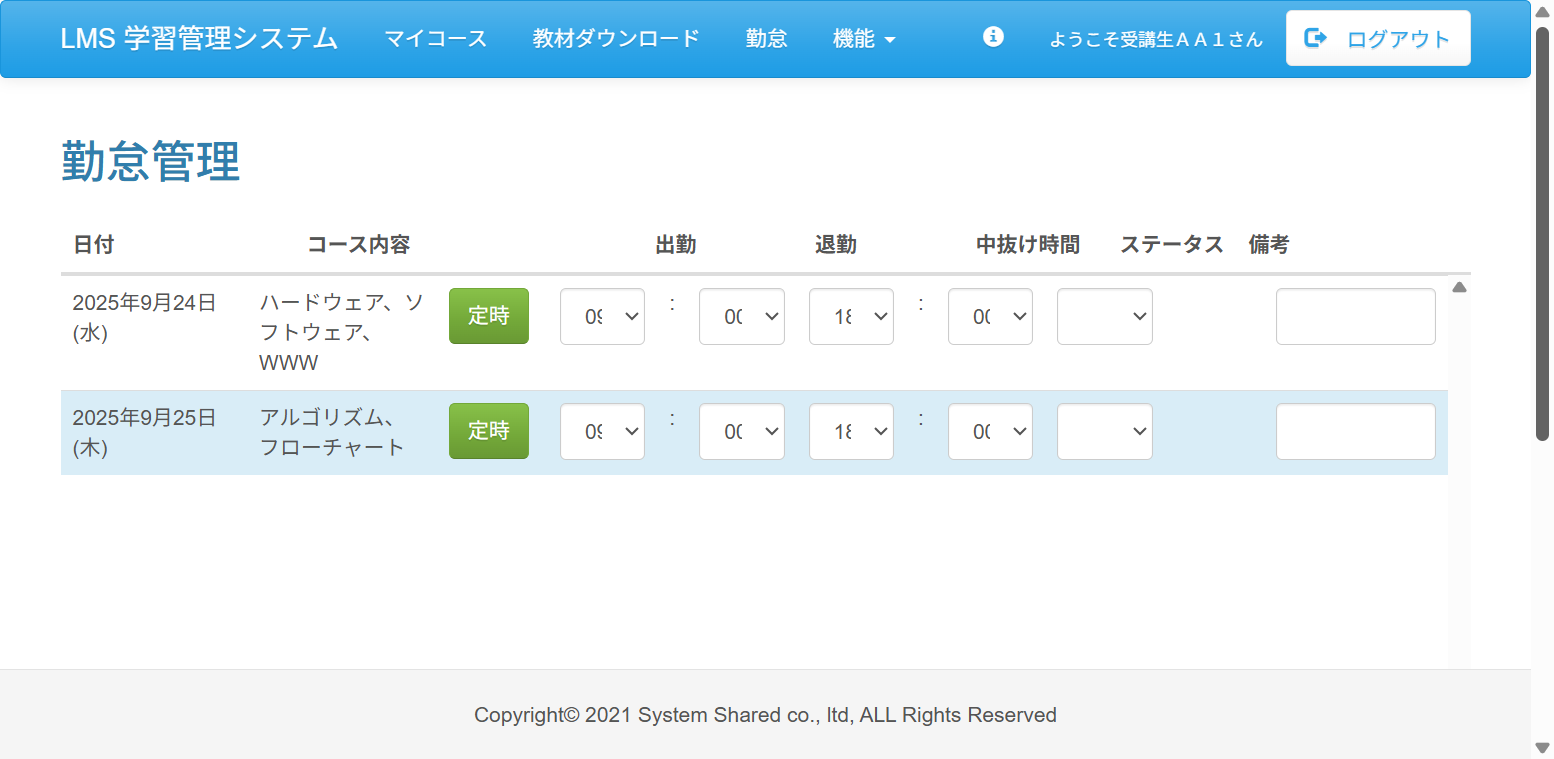 LMS 学習管理システム マイコース 教材ダウンロード 勤怠 機能 ようこそ受講生ＡＡ１さん ログアウト
勤怠管理
日付 コース内容 出勤 退勤 中抜け時間 ステータス 備考
2025年9月24日 ハードウェア、ソ 定時 09 : 00 18 : 00
(水) フトウェア、
WWW
2025年9月25日 アルゴリズム、 定時 09 : 00 18 : 00
(木) フローチャート
Copyright© 2021 System Shared co., ltd, ALL Rights Reserved